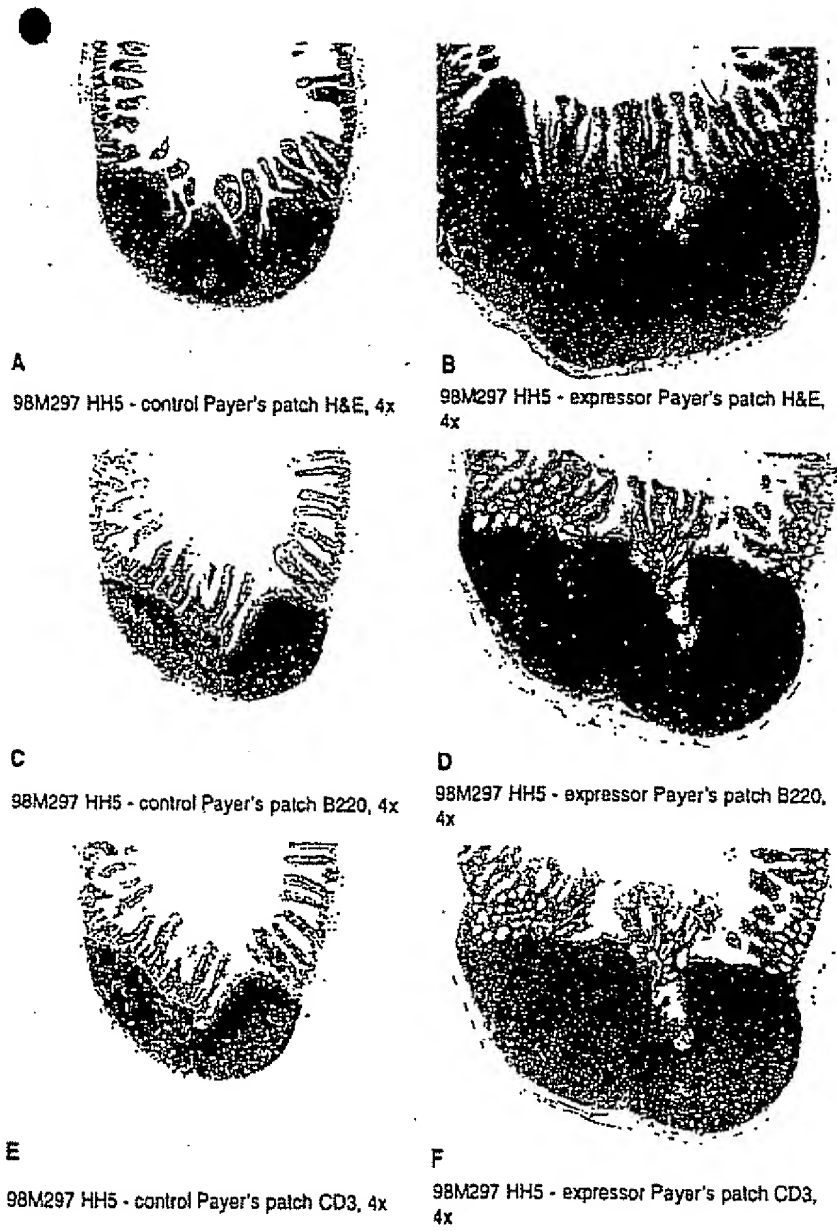 A
98M297 HH5 - control Payer's patch H&E, 4x
B
98M297 HH5 - expressor Payer's patch H&E,
4x
C
98M297 HH5 - control Payer's patch B220, 4x
D
98M297 HH5 - expressor Payer's patch B220,
4x
E
98M297 HH5 - control Payer's patch CD3, 4x
F
98M297 HH5 - expressor Payer's patch CD3,
4x